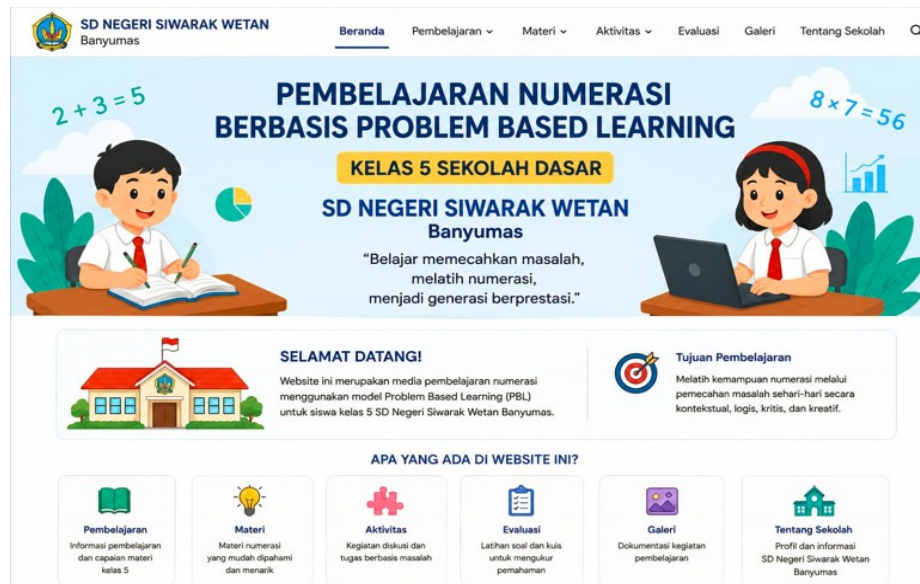 SD NEGERI SIWARAK WETAN
Banyumas
Beranda
Pembelajaran
Materi
Aktivitas
Evaluasi
Galeri
Tentang Sekolah
2 + 3 = 5
8 × 7 = 56
PEMBELAJARAN NUMERASI
BERBASIS PROBLEM BASED LEARNING
KELAS 5 SEKOLAH DASAR
SD NEGERI SIWARAK WETAN
Banyumas
“Belajar memecahkan masalah,
melatih numerasi,
menjadi generasi berprestasi.”
SELAMAT DATANG!
Website ini merupakan media pembelajaran numerasi
menggunakan model Problem Based Learning (PBL)
untuk siswa kelas 5 SD Negeri Siwarak Wetan Banyumas.
Tujuan Pembelajaran
Melatih kemampuan numerasi melalui
pemecahan masalah sehari-hari secara
kontekstual, logis, kritis, dan kreatif.
APA YANG ADA DI WEBSITE INI?
Pembelajaran
Informasi pembelajaran
dan capaian materi
kelas 5
Materi
Materi numerasi
yang mudah dipahami
dan menarik
Aktivitas
Kegiatan diskusi dan
tugas berbasis masalah
Evaluasi
Latihan soal dan kuis
untuk mengukur
pemahaman
Galeri
Dokumentasi kegiatan
pembelajaran
Tentang Sekolah
Profil dan informasi
SD Negeri Siwarak Wetan
Banyumas